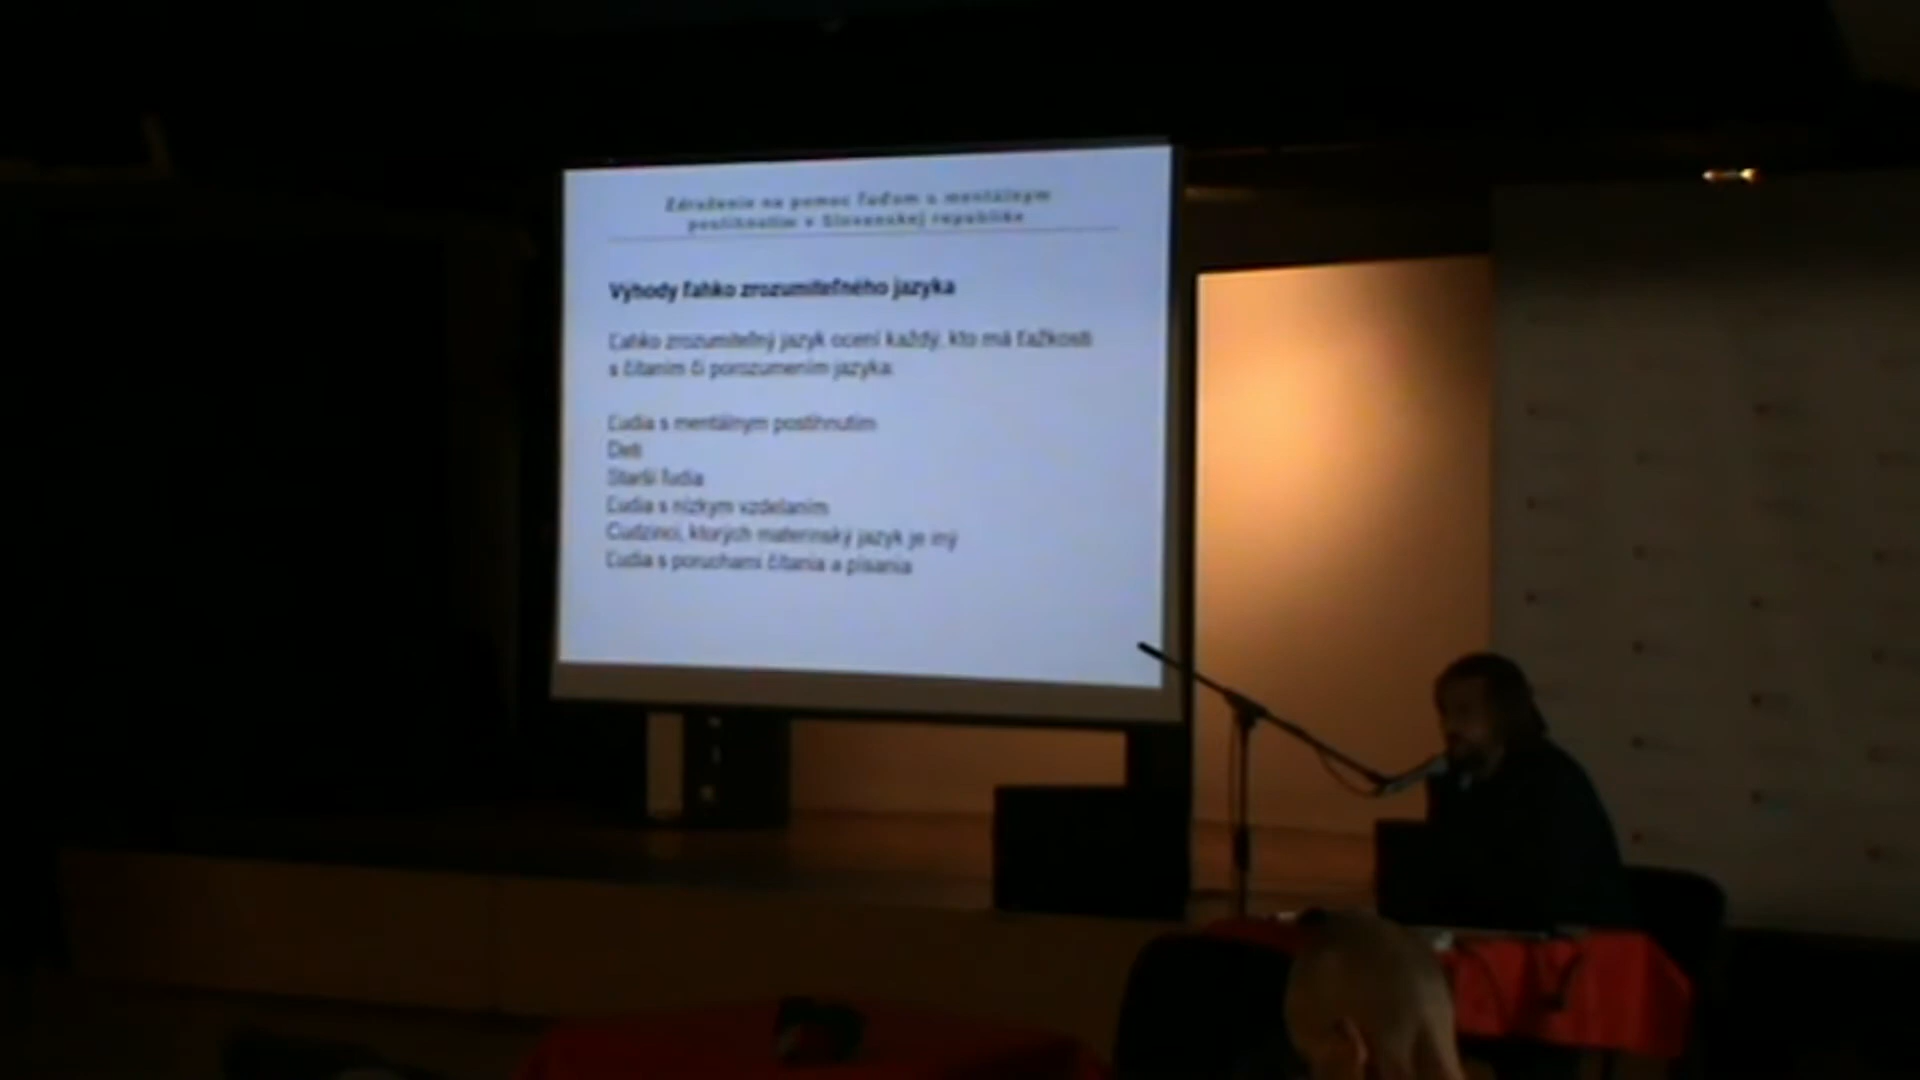 Združenie na pomoc ľuďom s mentálnym
postihnutím v Slovenskej republike
Výhody ľahko zrozumiteľného jazyka
Ľahko zrozumiteľný jazyk ocení každý, kto má ťažkosti
s čítaním či porozumením jazyka:
Ľudia s mentálnym postihnutím
Deti
Starší ľudia
Ľudia s nízkym vzdelaním
Cudzinci, ktorých materinský jazyk je iný
Ľudia s poruchami čítania a písania